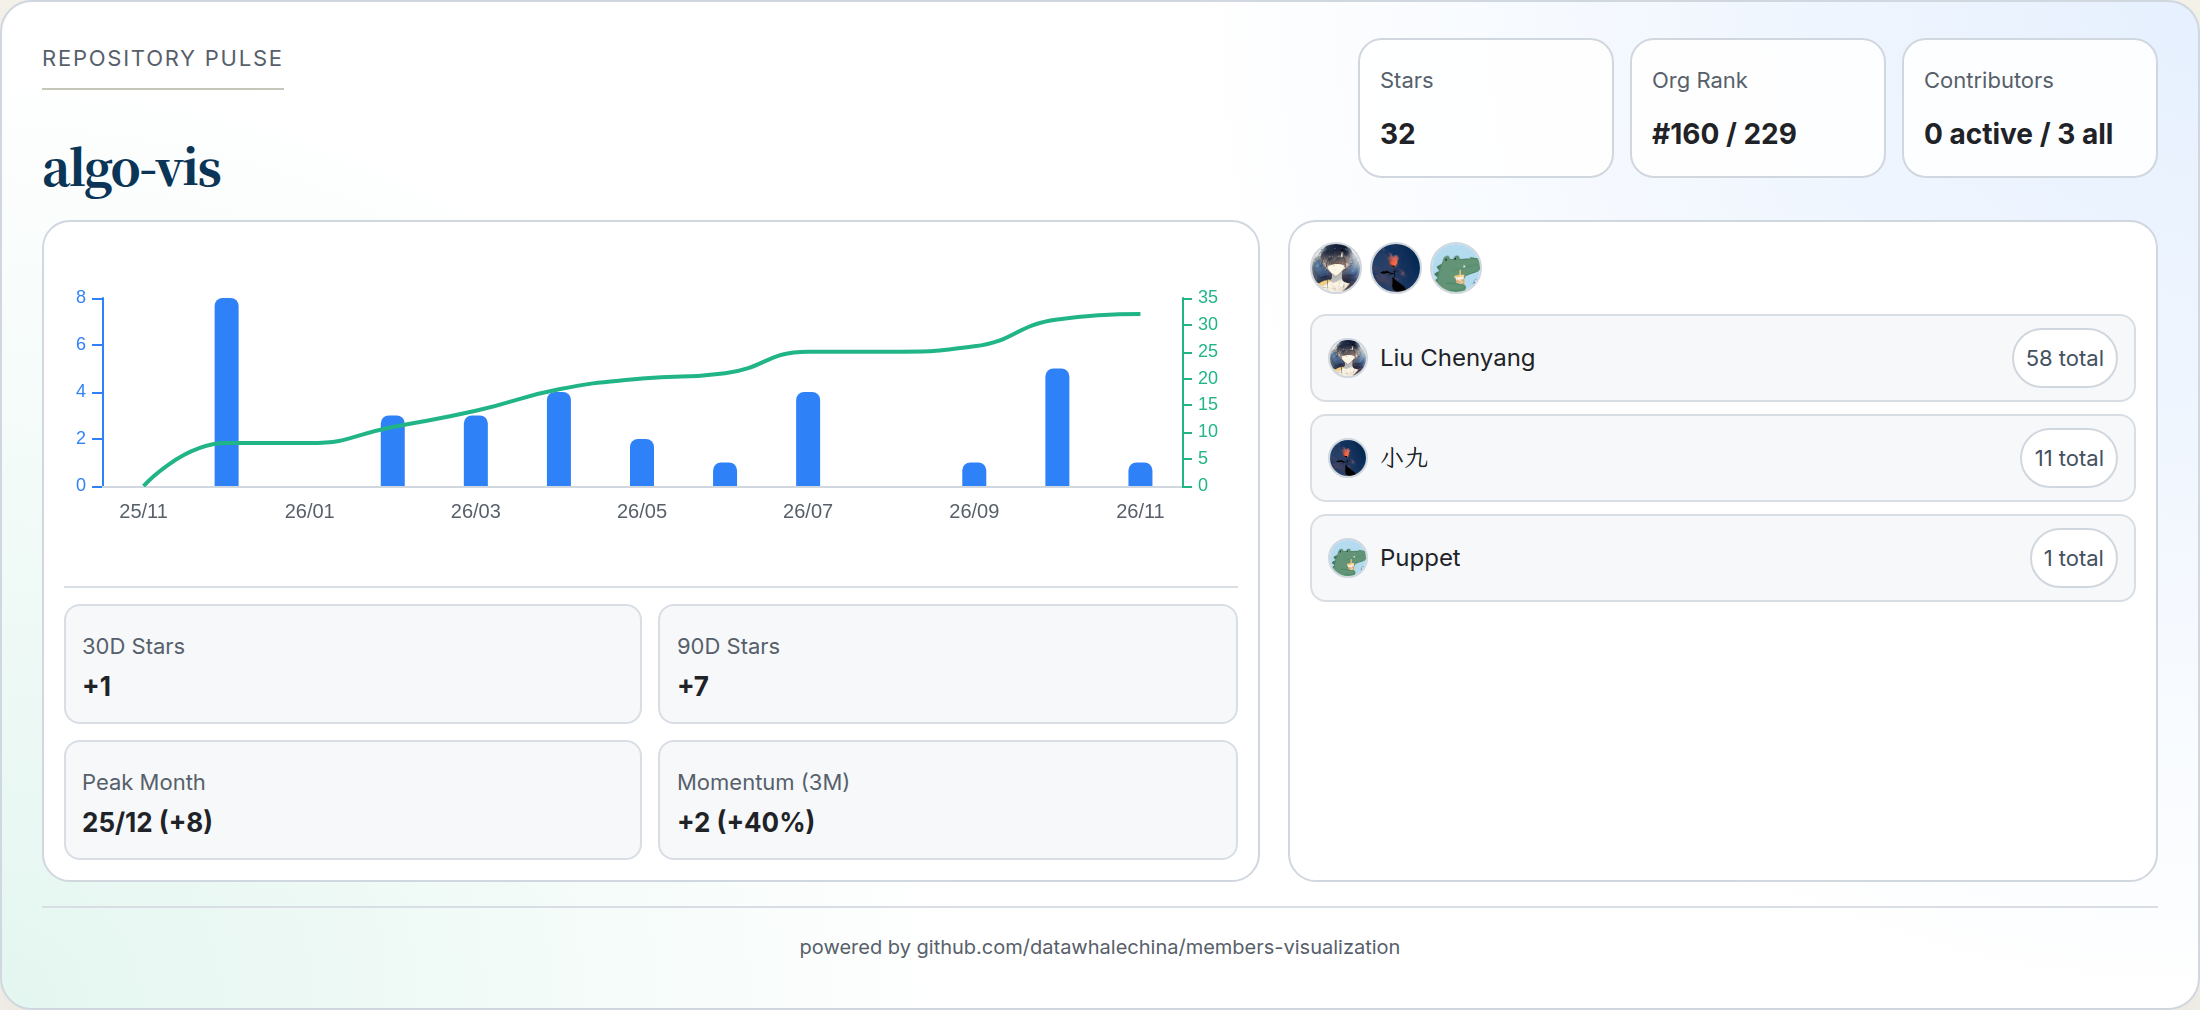 REPOSITORY PULSE
algo-vis
Stars
32
Org Rank
#160 / 229
Contributors
0 active / 3 all
8
6
4
2
0
35
30
25
20
15
10
5
0
25/11 26/01 26/03 26/05 26/07 26/09 26/11
30D Stars
+1
90D Stars
+7
Peak Month
25/12 (+8)
Momentum (3M)
+2 (+40%)
Liu Chenyang 58 total
小九 11 total
Puppet 1 total
powered by github.com/datawhalechina/members-visualization